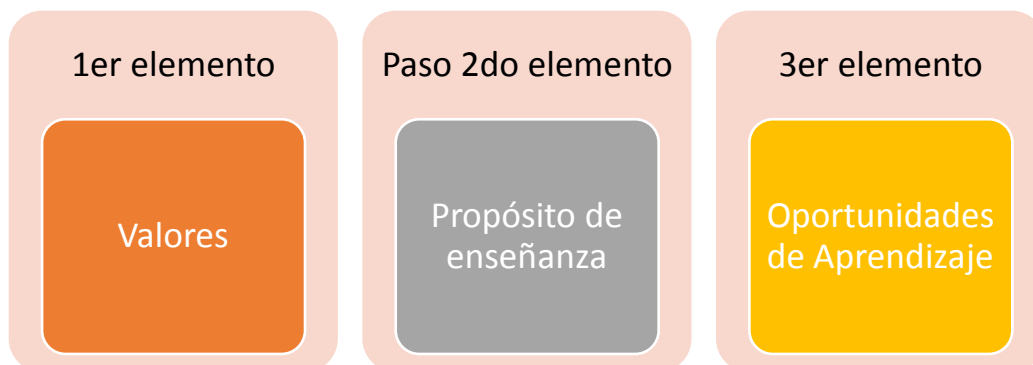 1er elemento
Valores
Paso 2do elemento
Propósito de
enseñanza
3er elemento
Oportunidades
de Aprendizaje